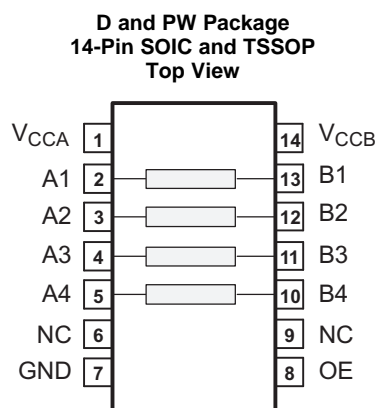 D and PW Package
14-Pin SOIC and TSSOP
Top View
VCCA 1 14 VCCB
A1 2 13 B1
A2 3 12 B2
A3 4 11 B3
A4 5 10 B4
NC 6 9 NC
GND 7 8 OE